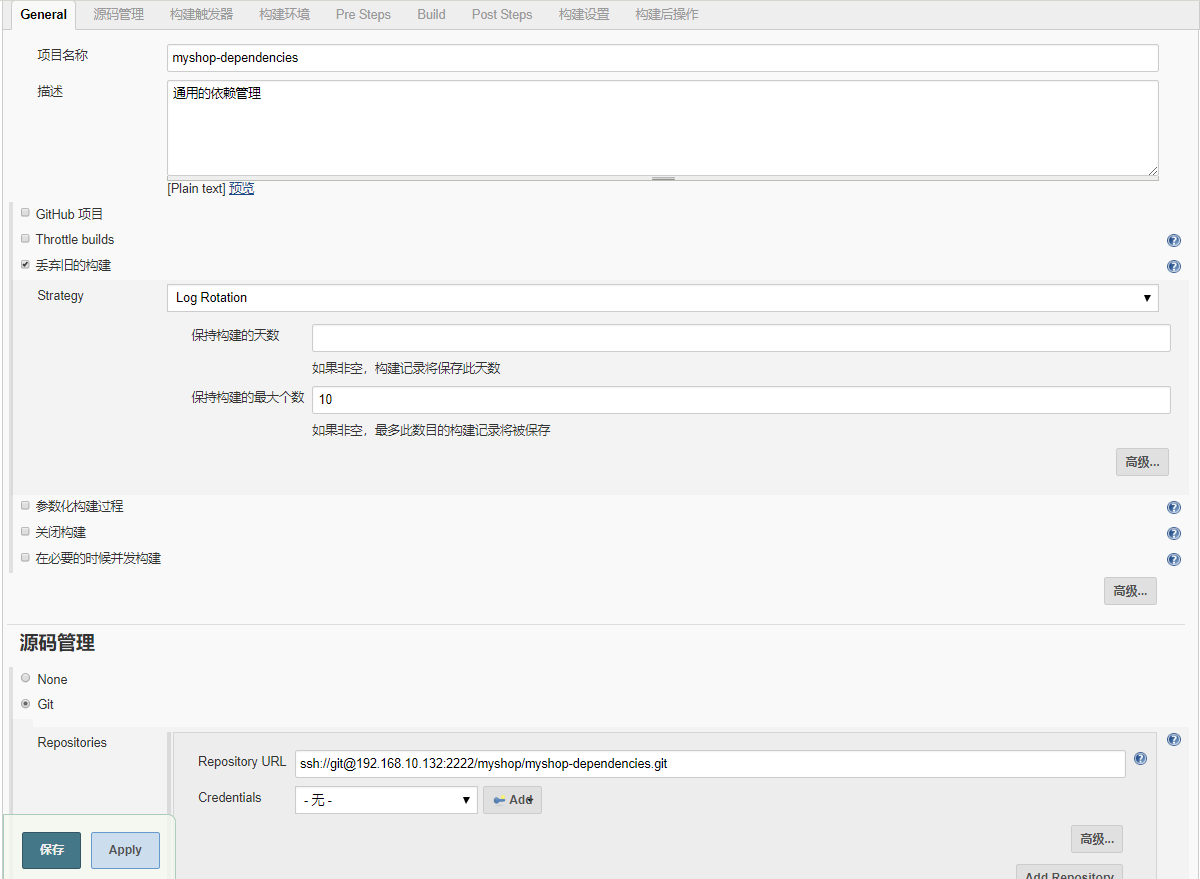 General 源码管理 构建触发器 构建环境 Pre Steps Build Post Steps 构建设置 构建后操作
项目名称 myshop-dependencies
描述 通用的依赖管理
[Plain text] 预览
GitHub 项目
Throttle builds
丢弃旧的构建
Strategy Log Rotation
保持构建的天数
如果非空，构建记录将保存此天数
保持构建的最大个数 10
如果非空，最多此数目的构建记录将被保存
高级...
参数化构建过程
关闭构建
在必要的时候并发构建
高级...
源码管理
None
Git
Repositories
Repository URL ssh://git@192.168.10.132:2222/myshop/myshop-dependencies.git
Credentials - 无 - Add
高级...
保存 Apply
Add Repository